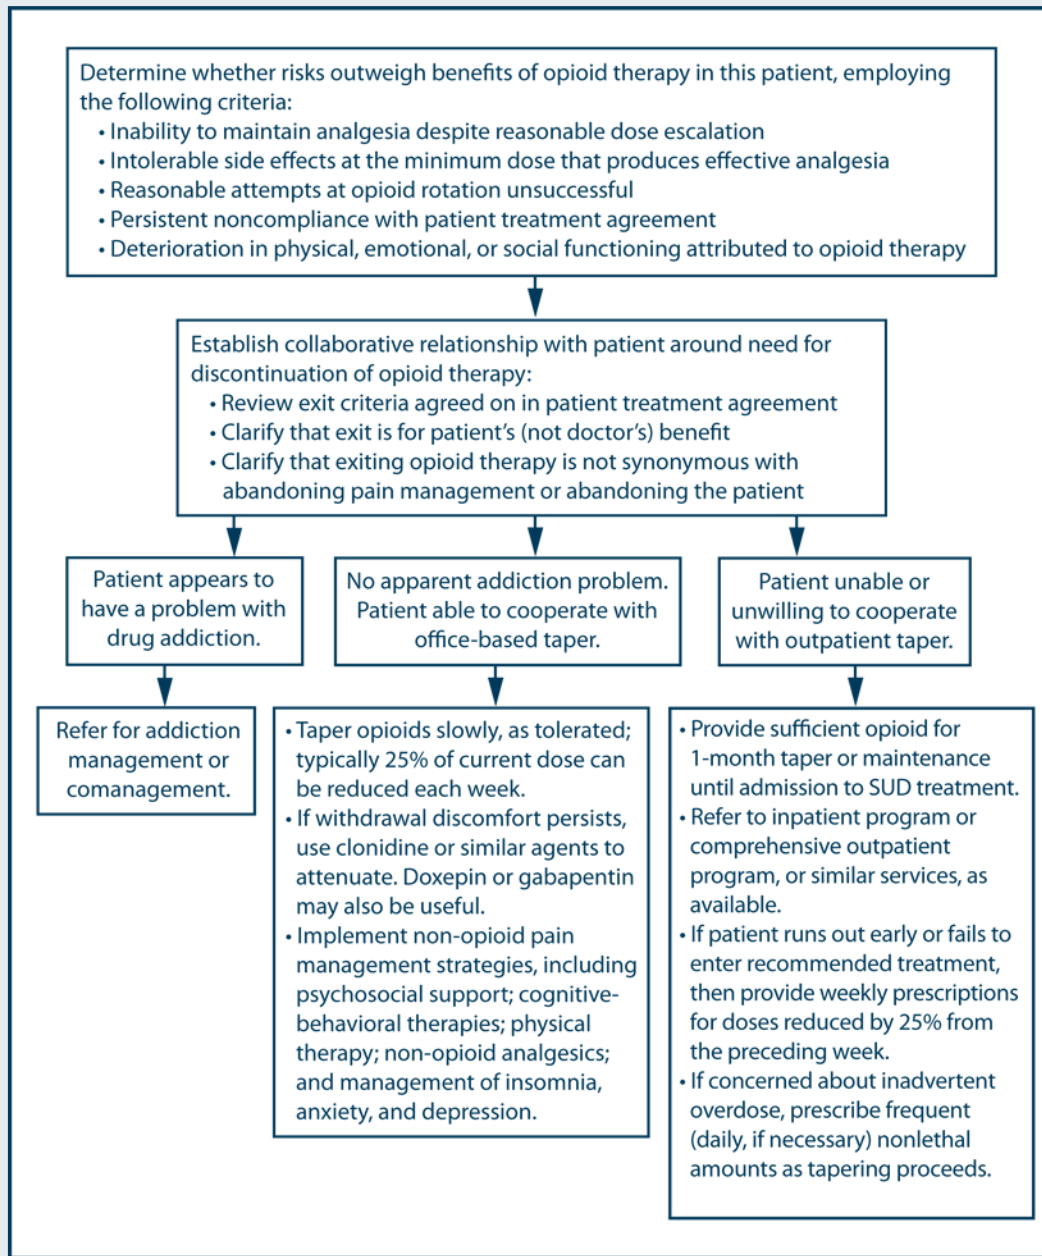 Determine whether risks outweigh benefits of opioid therapy in this patient, employing
the following criteria:
• Inability to maintain analgesia despite reasonable dose escalation
• Intolerable side effects at the minimum dose that produces effective analgesia
• Reasonable attempts at opioid rotation unsuccessful
• Persistent noncompliance with patient treatment agreement
• Deterioration in physical, emotional, or social functioning attributed to opioid therapy
Establish collaborative relationship with patient around need for
discontinuation of opioid therapy:
• Review exit criteria agreed on in patient treatment agreement
• Clarify that exit is for patient’s (not doctor’s) benefit
• Clarify that exiting opioid therapy is not synonymous with
abandoning pain management or abandoning the patient
Patient appears to
have a problem with
drug addiction.
No apparent addiction problem.
Patient able to cooperate with
office-based taper.
Patient unable or
unwilling to cooperate
with outpatient taper.
Refer for addiction
management or
comanagement.
• Taper opioids slowly, as tolerated;
typically 25% of current dose can
be reduced each week.
• If withdrawal discomfort persists,
use clonidine or similar agents to
attenuate. Doxepin or gabapentin
may also be useful.
• Implement non-opioid pain
management strategies, including
psychosocial support; cognitive-
behavioral therapies; physical
therapy; non-opioid analgesics;
and management of insomnia,
anxiety, and depression.
• Provide sufficient opioid for
1-month taper or maintenance
until admission to SUD treatment.
• Refer to inpatient program or
comprehensive outpatient
program, or similar services, as
available.
• If patient runs out early or fails to
enter recommended treatment,
then provide weekly prescriptions
for doses reduced by 25% from
the preceding week.
• If concerned about inadvertent
overdose, prescribe frequent
(daily, if necessary) nonlethal
amounts as tapering proceeds.